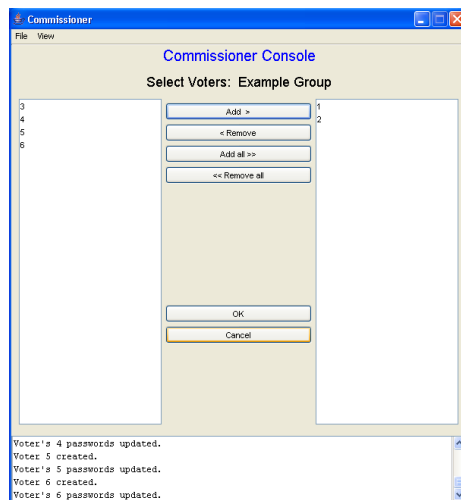 Commissioner
File View
Commissioner Console
Select Voters: Example Group
3
4
5
6
Add >
< Remove
Add all >>
<< Remove all
OK
Cancel
1
2
Voter's 4 passwords updated.
Voter 5 created.
Voter's 5 passwords updated.
Voter 6 created.
Voter's 6 passwords updated.